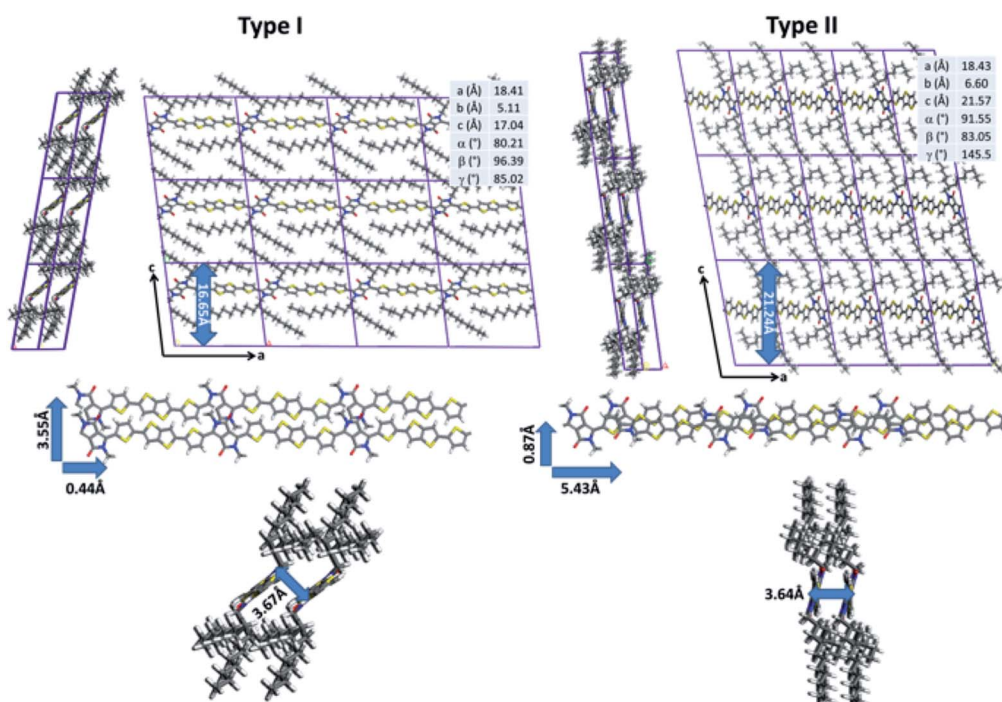 Type I
Type II
a (Å) 18.41
b (Å) 5.11
c (Å) 17.04
α (°) 80.21
β (°) 96.39
γ (°) 85.02
a (Å) 18.43
b (Å) 6.60
c (Å) 21.57
α (°) 91.55
β (°) 83.05
γ (°) 145.5
c
16.65Å
a
c
21.24Å
a
3.55Å
0.44Å
0.87Å
5.43Å
3.67Å
3.64Å